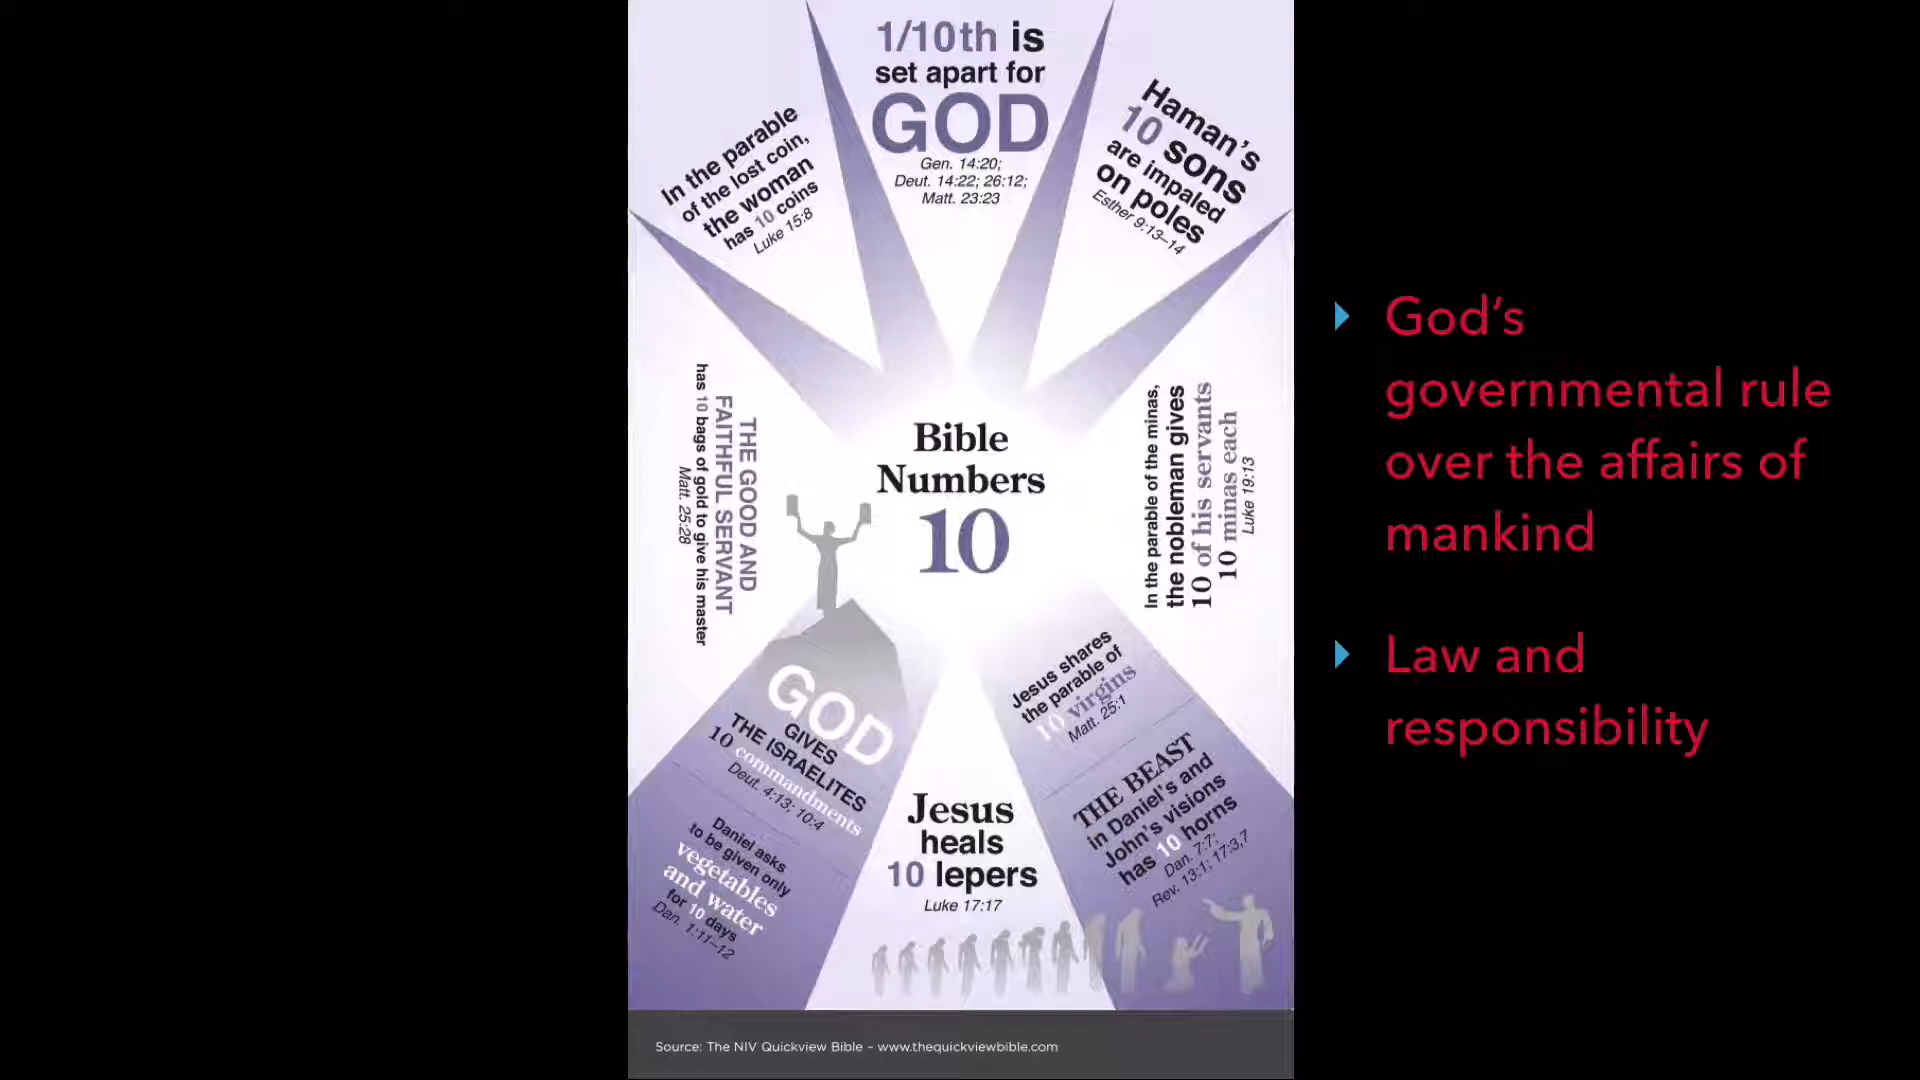 1/10th is
set apart for
GOD
Gen. 14:20;
Deut. 14:22; 26:12;
Matt. 23:23
In the parable
of the lost coin,
the woman
has 10 coins
Luke 15:8
Haman's
10 sons
are impaled
on poles
Esther 9:13–14
THE GOOD AND
FAITHFUL SERVANT
has 10 bags of gold to give his master
Matt. 25:28
Bible
Numbers
10
In the parable of the minas,
the nobleman gives
10 of his servants
10 minas each
Luke 19:13
GOD
GIVES
THE ISRAELITES
10 commandments
Deut. 4:13; 10:4
Jesus shares
the parable of
10 virgins
Matt. 25:1
Daniel asks
to be given only
vegetables
and water
for 10 days
Dan. 1:11–12
Jesus
heals
10 lepers
Luke 17:17
THE BEAST
in Daniel's and
John's visions
has 10 horns
Dan. 7:7;
Rev. 13:1; 17:3,7
Source: The NIV Quickview Bible – www.thequickviewbible.com
God's
governmental rule
over the affairs of
mankind
Law and
responsibility